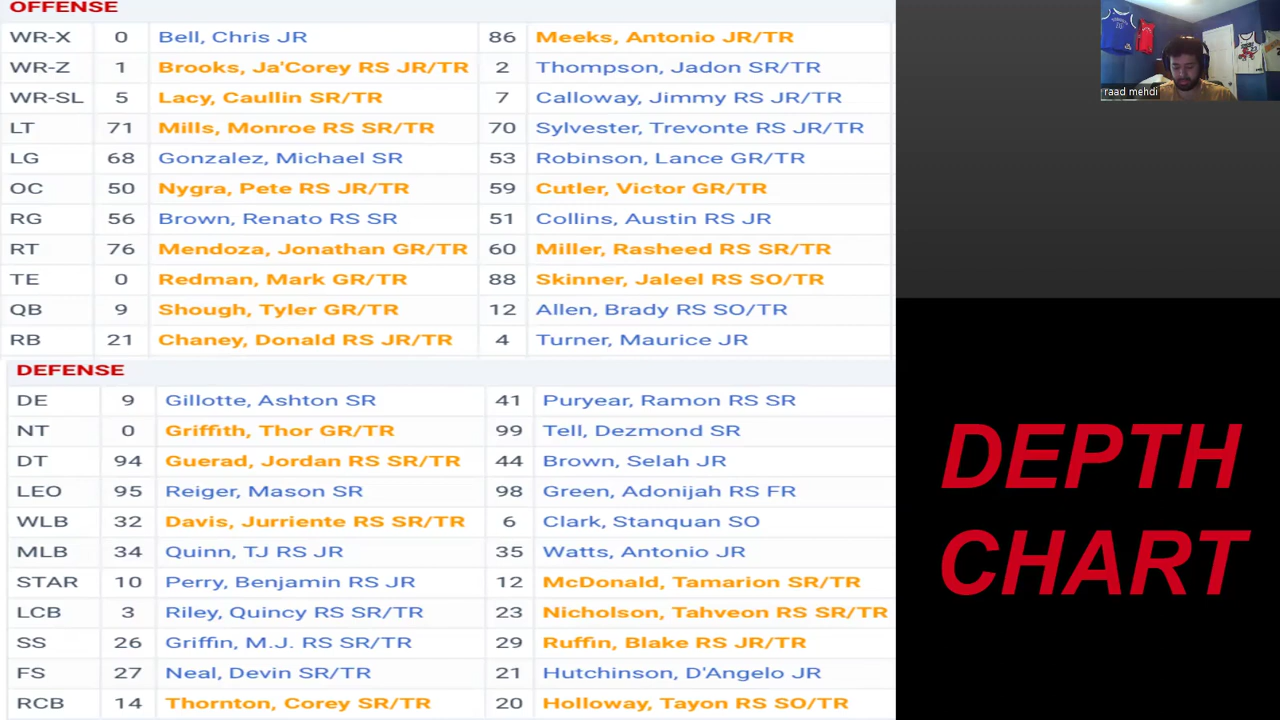 OFFENSE
WR-X 0 Bell, Chris JR 86 Meeks, Antonio JR/TR
WR-Z 1 Brooks, Ja'Corey RS JR/TR 2 Thompson, Jadon SR/TR
WR-SL 5 Lacy, Caullin SR/TR 7 Calloway, Jimmy RS JR/TR
LT 71 Mills, Monroe RS SR/TR 70 Sylvester, Trevonte RS JR/TR
LG 68 Gonzalez, Michael SR 53 Robinson, Lance GR/TR
OC 50 Nygra, Pete RS JR/TR 59 Cutler, Victor GR/TR
RG 56 Brown, Renato RS SR 51 Collins, Austin RS JR
RT 76 Mendoza, Jonathan GR/TR 60 Miller, Rasheed RS SR/TR
TE 0 Redman, Mark GR/TR 88 Skinner, Jaleel RS SO/TR
QB 9 Shough, Tyler GR/TR 12 Allen, Brady RS SO/TR
RB 21 Chaney, Donald RS JR/TR 4 Turner, Maurice JR
DEFENSE
DE 9 Gillotte, Ashton SR 41 Puryear, Ramon RS SR
NT 0 Griffith, Thor GR/TR 99 Tell, Dezmond SR
DT 94 Guerad, Jordan RS SR/TR 44 Brown, Selah JR
LEO 95 Reiger, Mason SR 98 Green, Adonijah RS FR
WLB 32 Davis, Jurriente RS SR/TR 6 Clark, Stanquan SO
MLB 34 Quinn, TJ RS JR 35 Watts, Antonio JR
STAR 10 Perry, Benjamin RS JR 12 McDonald, Tamarion SR/TR
LCB 3 Riley, Quincy RS SR/TR 23 Nicholson, Tahveon RS SR/TR
SS 26 Griffin, M.J. RS SR/TR 29 Ruffin, Blake RS JR/TR
FS 27 Neal, Devin SR/TR 21 Hutchinson, D'Angelo JR
RCB 14 Thornton, Corey SR/TR 20 Holloway, Tayon RS SO/TR
raad mehdi
DEPTH
CHART